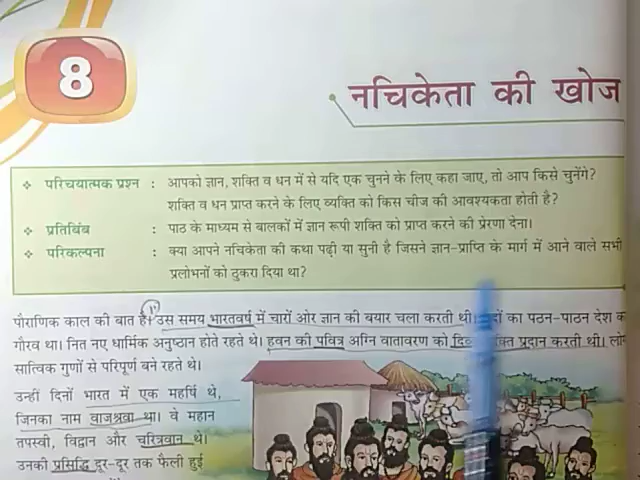 8
नचिकेता की खोज
❖ परिचयात्मक प्रश्न : आपको ज्ञान, शक्ति व धन में से यदि एक चुनने के लिए कहा जाए, तो आप किसे चुनेंगे?
शक्ति व धन प्राप्त करने के लिए व्यक्ति को किस चीज की आवश्यकता होती है?
❖ प्रतिबिंब : पाठ के माध्यम से बालकों में ज्ञान रूपी शक्ति को प्राप्त करने की प्रेरणा देना।
❖ परिकल्पना : क्या आपने नचिकेता की कथा पढ़ी या सुनी है जिसने ज्ञान-प्राप्ति के मार्ग में आने वाले सभी
प्रलोभनों को ठुकरा दिया था?
पौराणिक काल की बात है। उस समय भारतवर्ष में चारों ओर ज्ञान की बयार चला करती थी। का पठन-पाठन देश
गौरव था। नित नए धार्मिक अनुष्ठान होते रहते थे। हवन की पवित्र अग्नि वातावरण को प्रदान करती थी।
सात्विक गुणों से परिपूर्ण बने रहते थे।
उन्हीं दिनों भारत में एक महर्षि थे,
जिनका नाम वाजश्रवा था। वे महान
तपस्वी, विद्वान और चरित्रवान थे।
उनकी प्रसिद्धि दूर-दूर तक फैली हुई